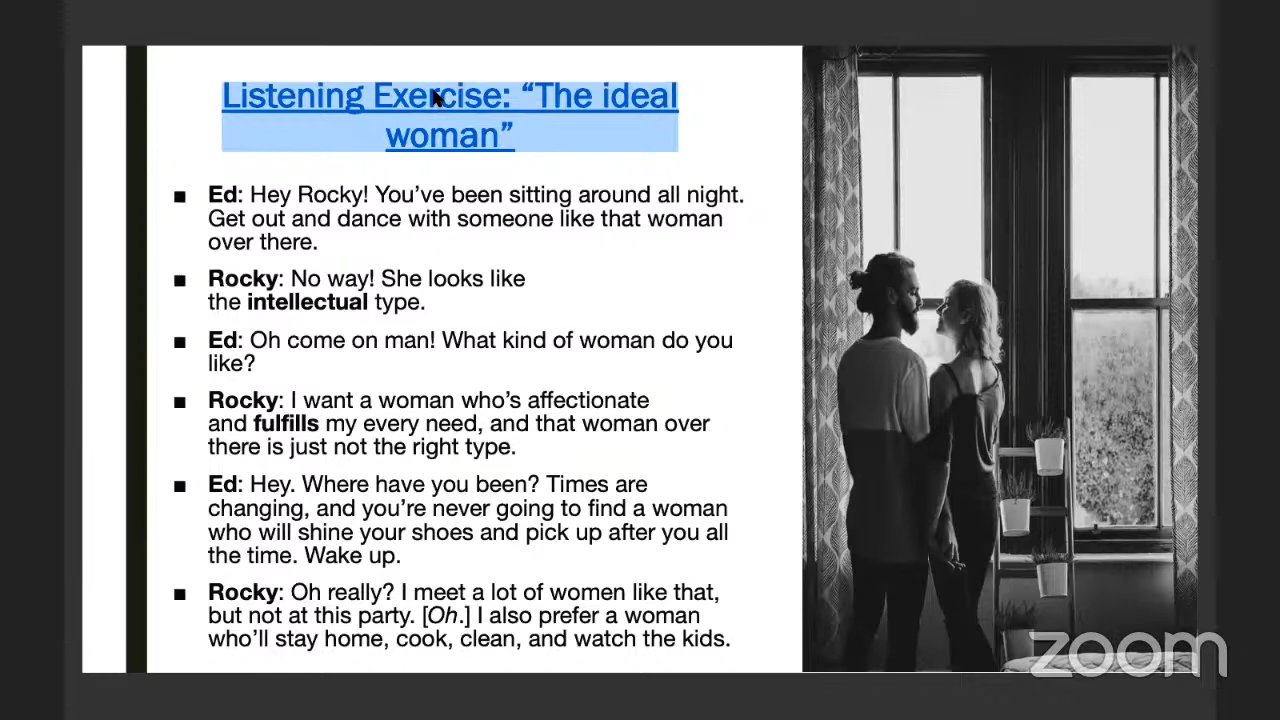 Listening Exercise: “The ideal
woman”
■ Ed: Hey Rocky! You’ve been sitting around all night.
Get out and dance with someone like that woman
over there.
■ Rocky: No way! She looks like
the intellectual type.
■ Ed: Oh come on man! What kind of woman do you
like?
■ Rocky: I want a woman who’s affectionate
and fulfills my every need, and that woman over
there is just not the right type.
■ Ed: Hey. Where have you been? Times are
changing, and you’re never going to find a woman
who will shine your shoes and pick up after you all
the time. Wake up.
■ Rocky: Oh really? I meet a lot of women like that,
but not at this party. [Oh.] I also prefer a woman
who’ll stay home, cook, clean, and watch the kids.
zoom